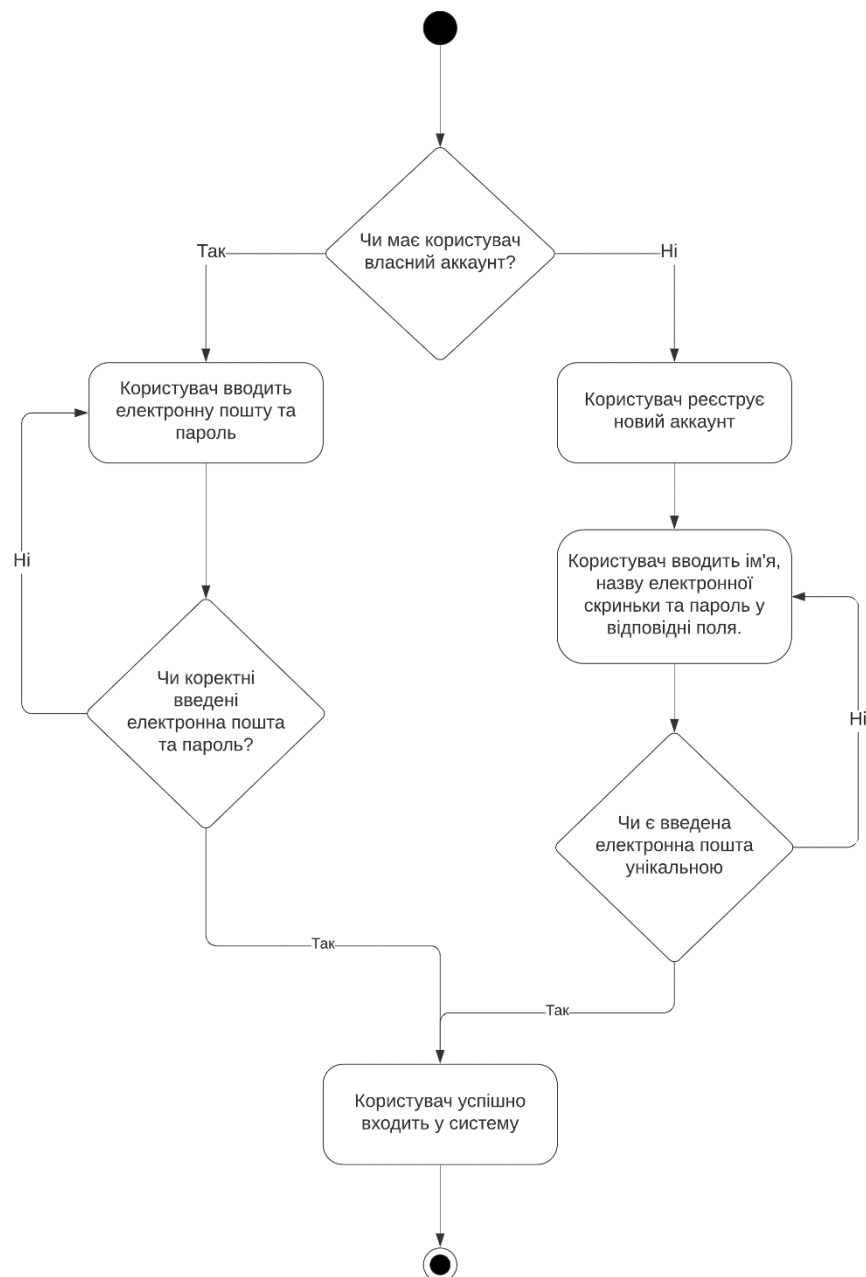 Чи має користувач
власний аккаунт?
Так
Ні
Користувач вводить
електронну пошту та
пароль
Користувач реєструє
новий аккаунт
Ні
Користувач вводить ім'я,
назву електронної
скриньки та пароль у
відповідні поля.
Чи коректні
введені
електронна пошта
та пароль?
Ні
Чи є введена
електронна пошта
унікальною
Так
Так
Користувач успішно
входить у систему